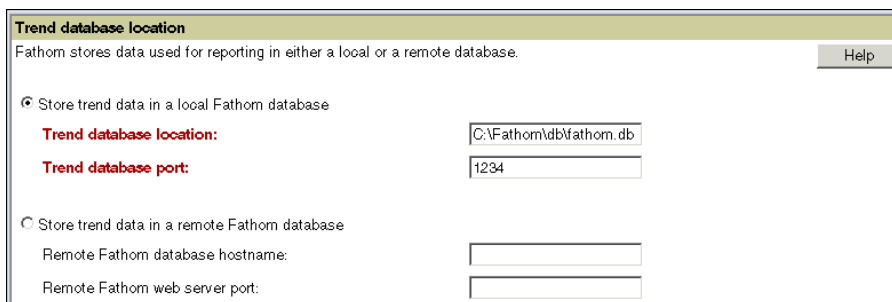 Trend database location
Fathom stores data used for reporting in either a local or a remote database.
Help
Store trend data in a local Fathom database
Trend database location: C:\Fathom\db\fathom.db
Trend database port: 1234
Store trend data in a remote Fathom database
Remote Fathom database hostname:
Remote Fathom web server port: